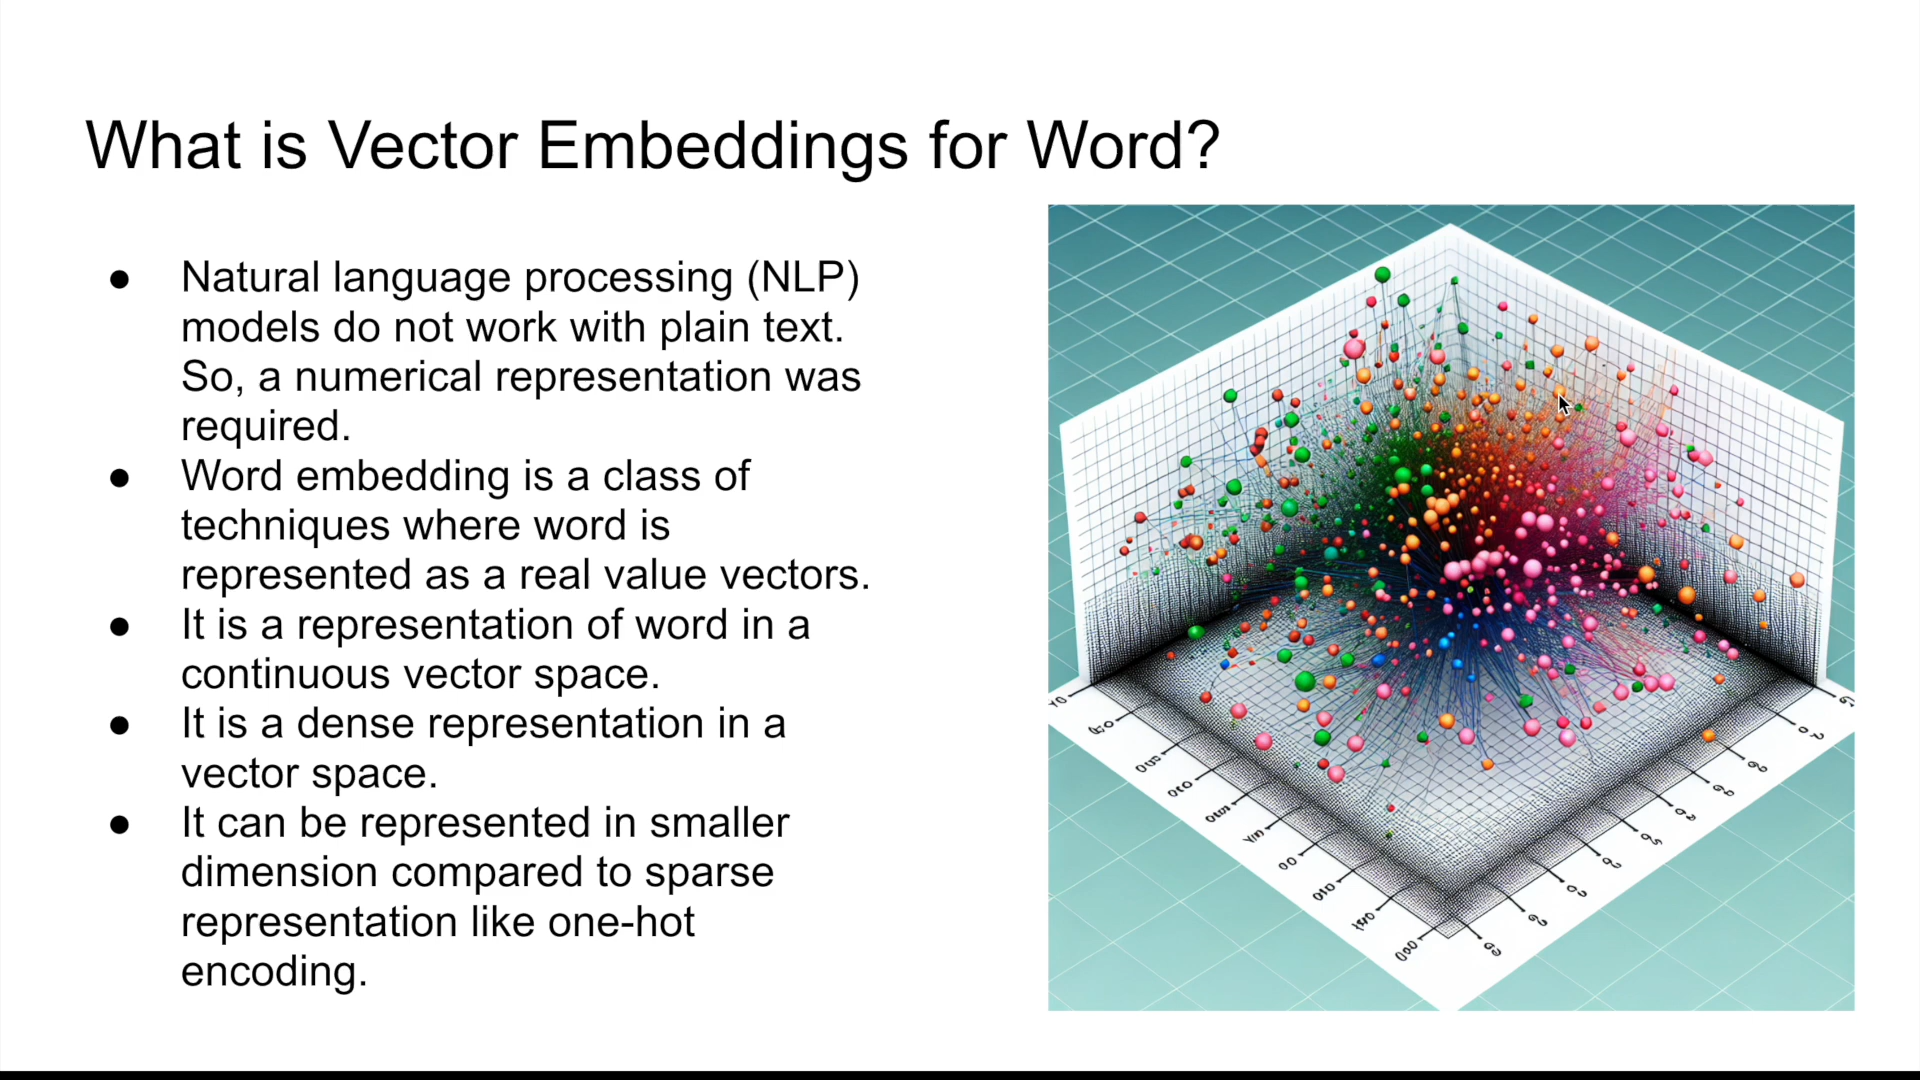 What is Vector Embeddings for Word?
● Natural language processing (NLP)
models do not work with plain text.
So, a numerical representation was
required.
● Word embedding is a class of
techniques where word is
represented as a real value vectors.
● It is a representation of word in a
continuous vector space.
● It is a dense representation in a
vector space.
● It can be represented in smaller
dimension compared to sparse
representation like one-hot
encoding.